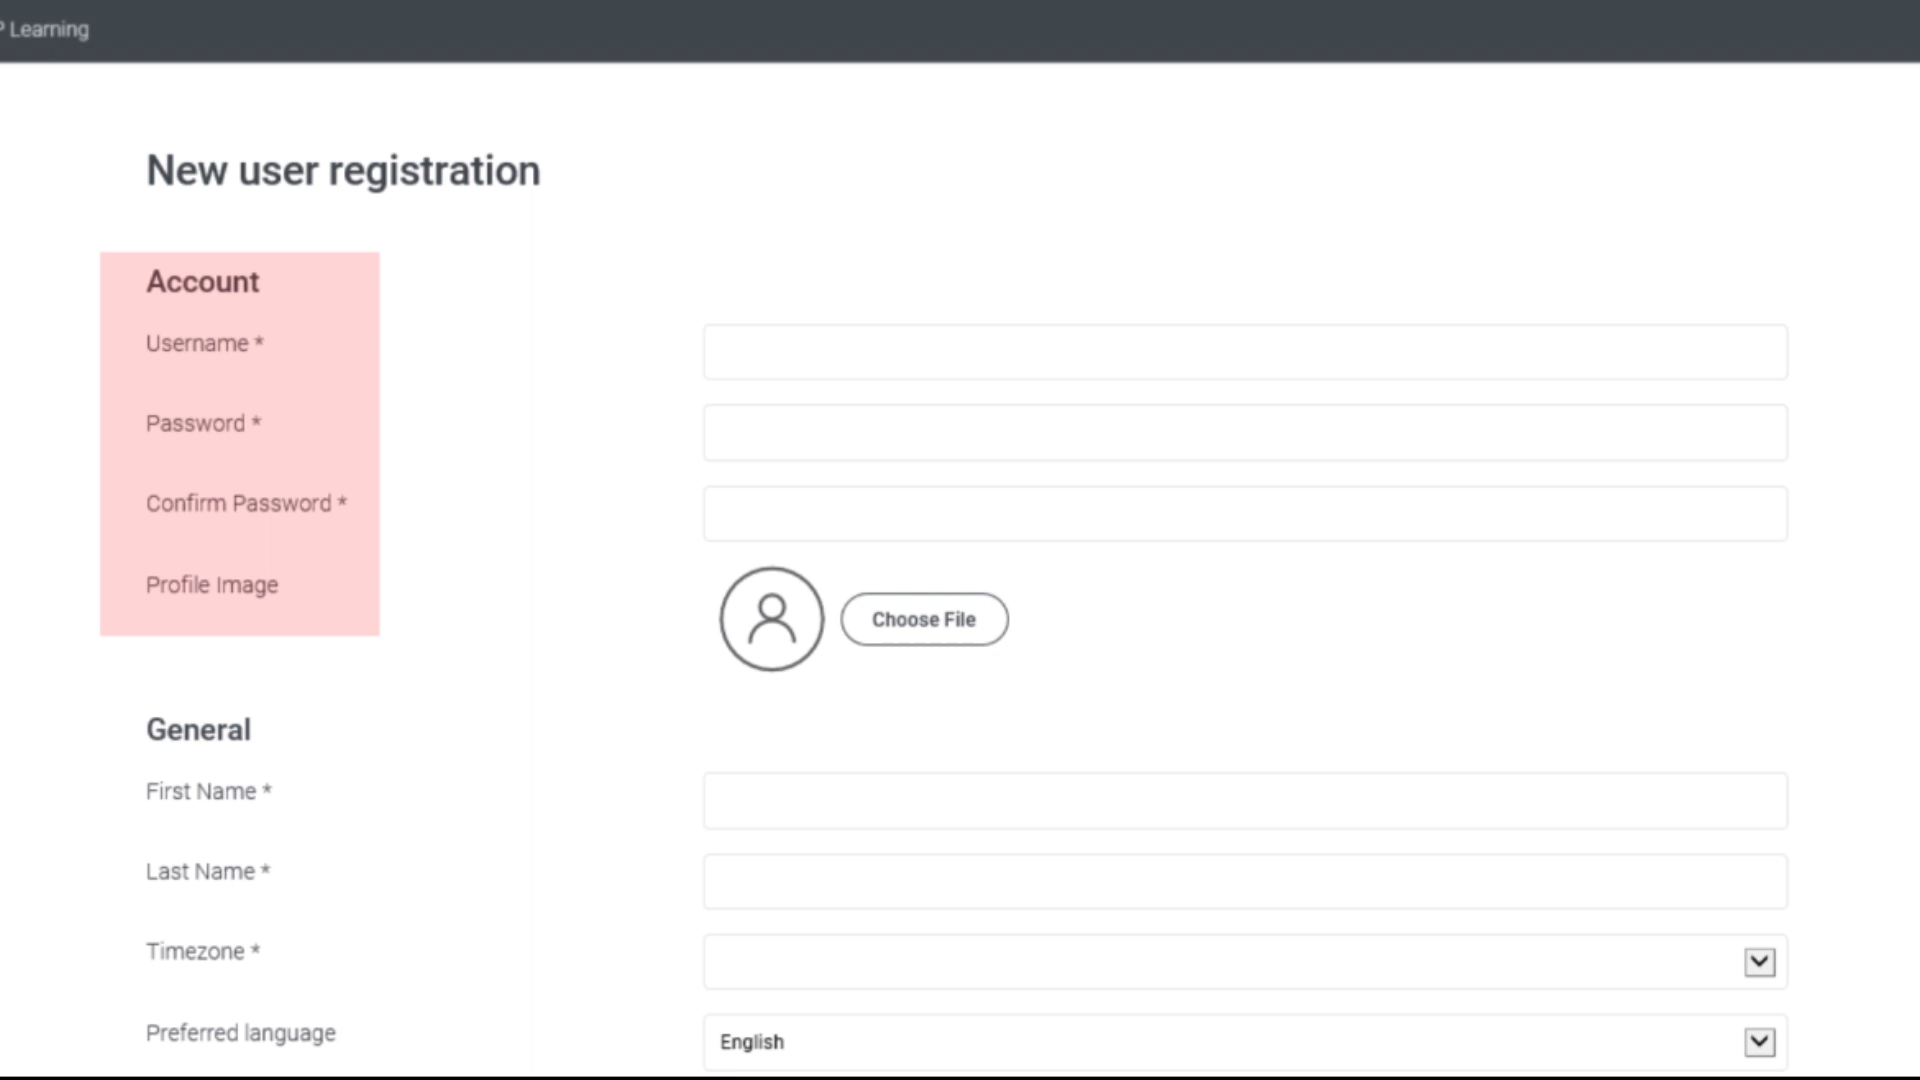 Learning
New user registration
Account
Username *
Password *
Confirm Password *
Profile Image
Choose File
General
First Name *
Last Name *
Timezone *
Preferred language
English